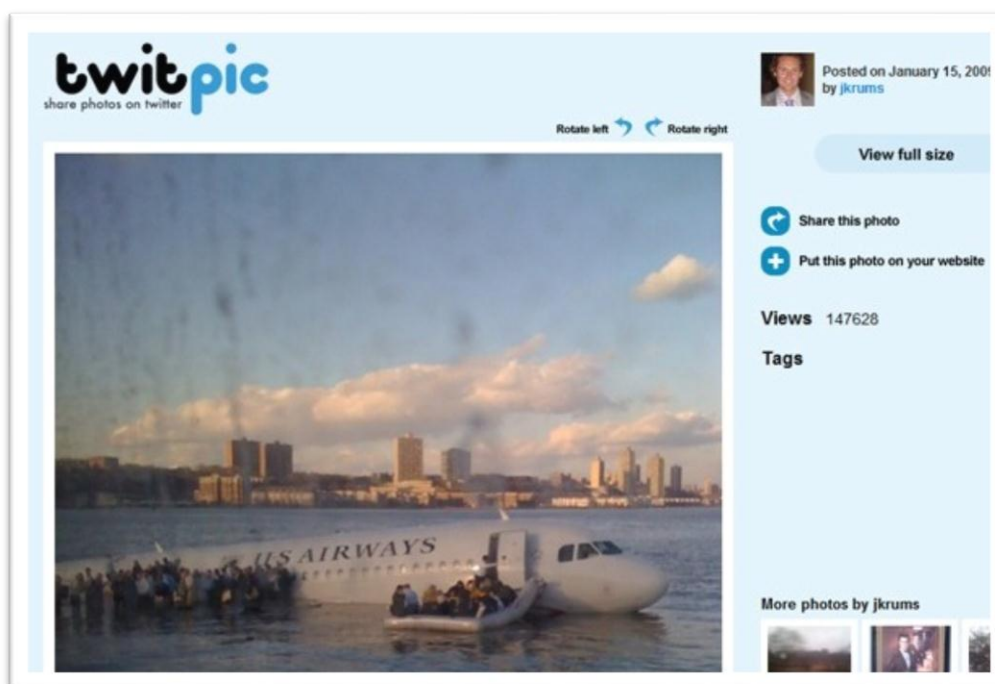 twitpic
share photos on twitter
Rotate left
Rotate right
US AIRWAYS
Posted on January 15, 2009
by jkrums
View full size
Share this photo
Put this photo on your website
Views 147628
Tags
More photos by jkrums